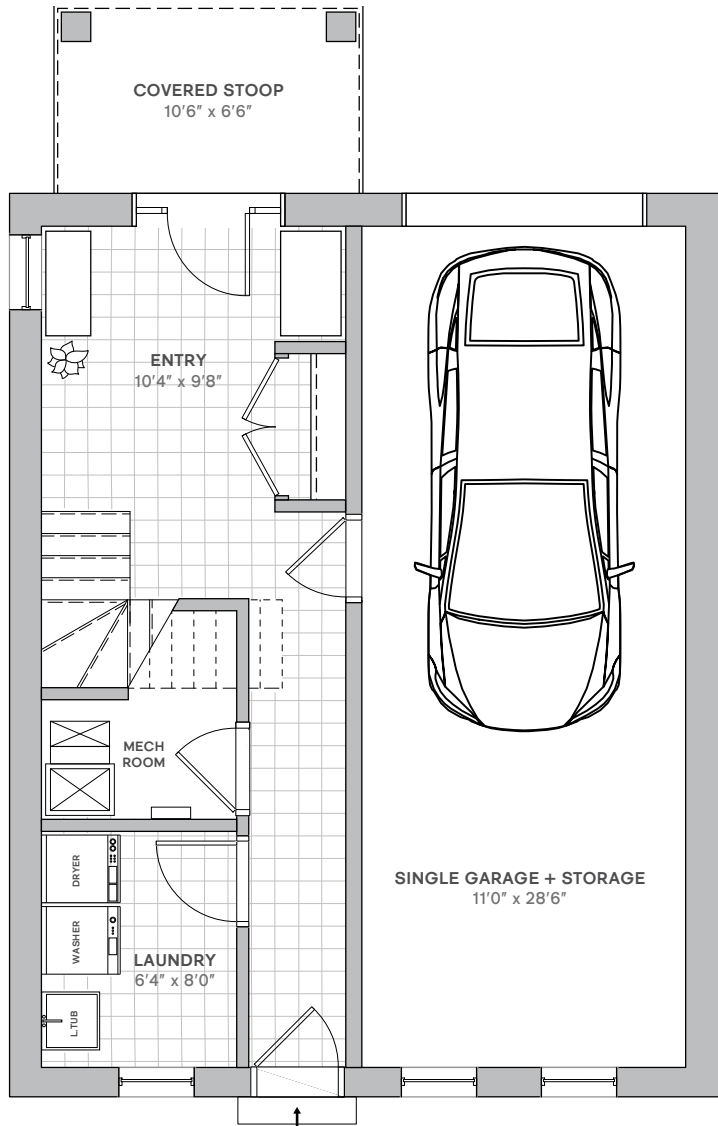 COVERED STOOP
10'6" x 6'6"
ENTRY
10'4" x 9'8"
MECH
ROOM
DRYER
WASHER
L.TUB
LAUNDRY
6'4" x 8'0"
SINGLE GARAGE + STORAGE
11'0" x 28'6"